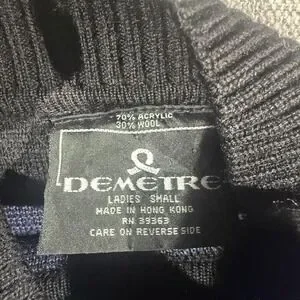 70% ACRYLIC
30% WOOL
DEMETRE
LADIES SMALL
MADE IN HONG KONG
RN 39363
CARE ON REVERSE SIDE